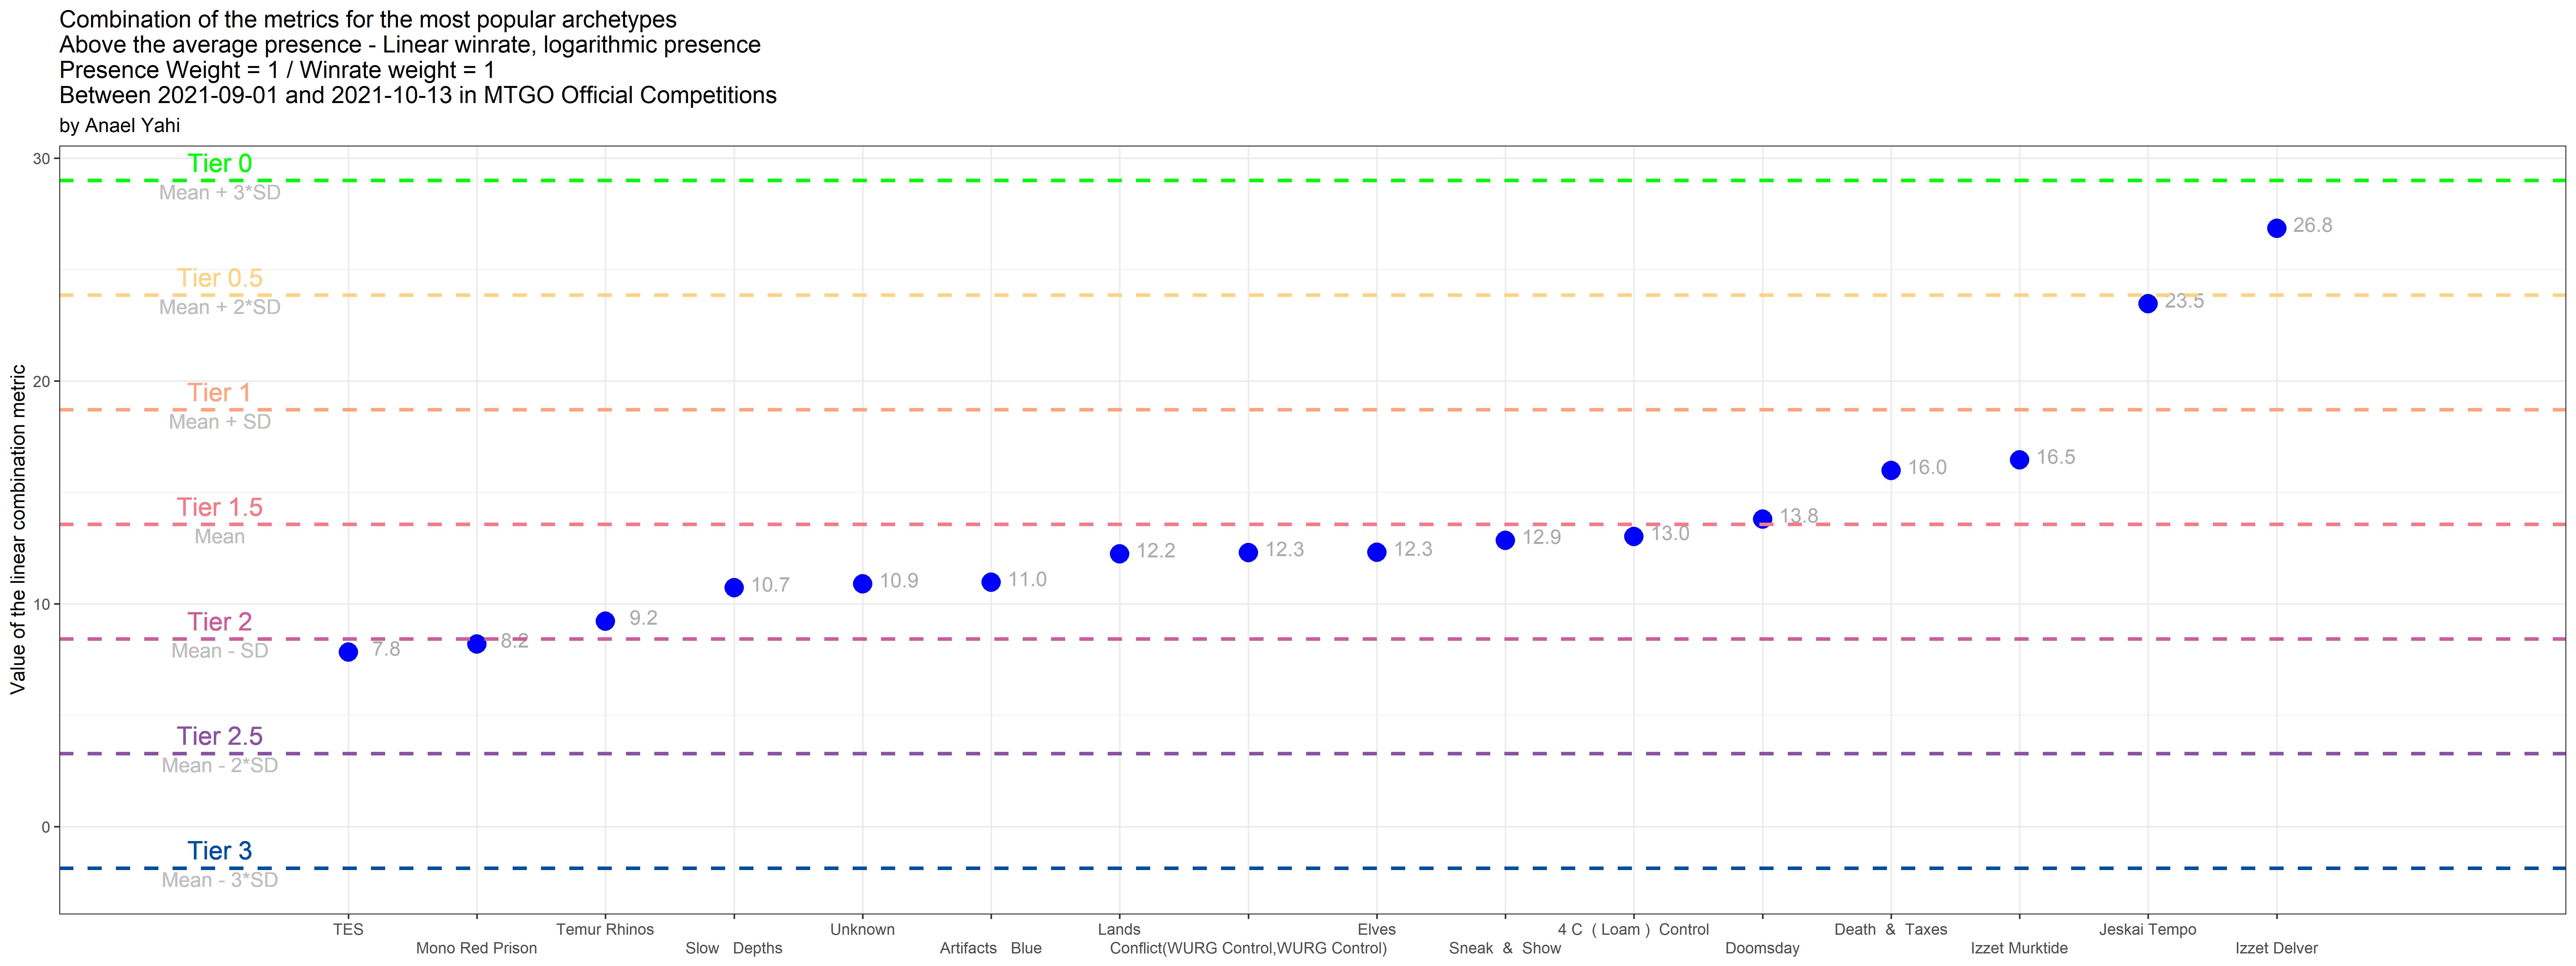 Combination of the metrics for the most popular archetypes
Above the average presence - Linear winrate, logarithmic presence
Presence Weight = 1 / Winrate weight = 1
Between 2021-09-01 and 2021-10-13 in MTGO Official Competitions
by Anael Yahi
Value of the linear combination metric
30
20
10
0
Tier 0
Mean + 3*SD
Tier 0.5
Mean + 2*SD
Tier 1
Mean + SD
Tier 1.5
Mean
Tier 2
Mean - SD
Tier 2.5
Mean - 2*SD
Tier 3
Mean - 3*SD
7.8
8.2
9.2
10.7
10.9
11.0
12.2
12.3
12.3
12.9
13.0
13.8
16.0
16.5
23.5
26.8
TES
Mono Red Prison
Temur Rhinos
Slow Depths
Unknown
Artifacts Blue
Lands
Conflict(WURG Control,WURG Control)
Elves
Sneak & Show
4 C ( Loam ) Control
Doomsday
Death & Taxes
Izzet Murktide
Jeskai Tempo
Izzet Delver